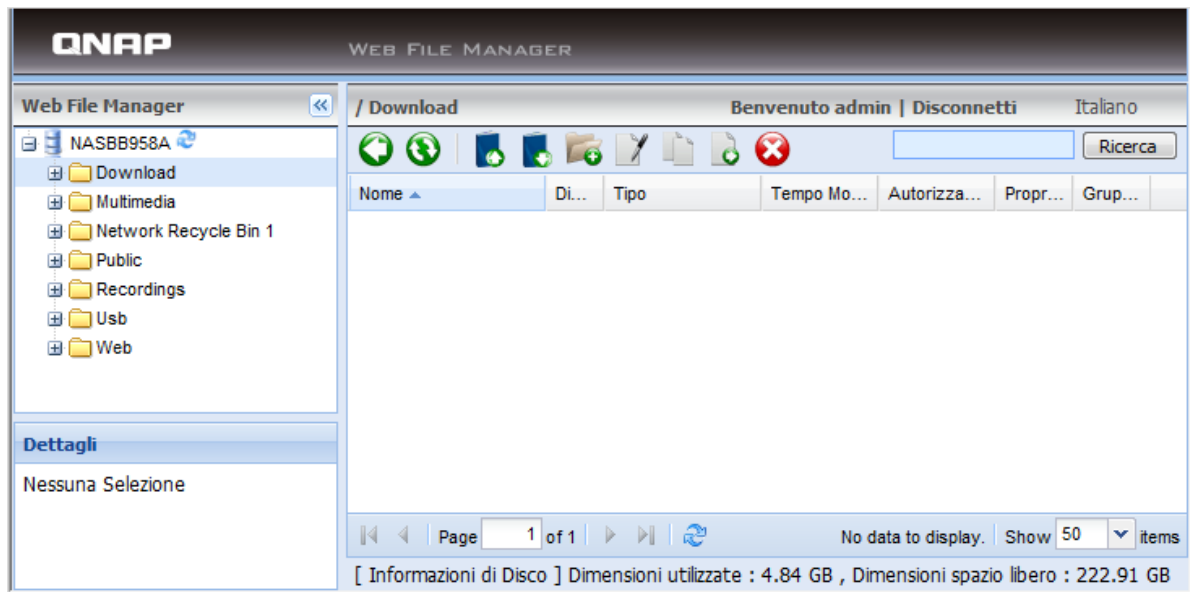 QNAP WEB FILE MANAGER
Web File Manager
/ Download Benvenuto admin | Disconnetti Italiano
NASBB958A
Download
Multimedia
Network Recycle Bin 1
Public
Recordings
Usb
Web
Ricerca
Nome Di... Tipo Tempo Mo... Autorizza... Propr... Grup...
Dettagli
Nessuna Selezione
Page 1 of 1 No data to display. Show 50 items
[ Informazioni di Disco ] Dimensioni utilizzate : 4.84 GB , Dimensioni spazio libero : 222.91 GB